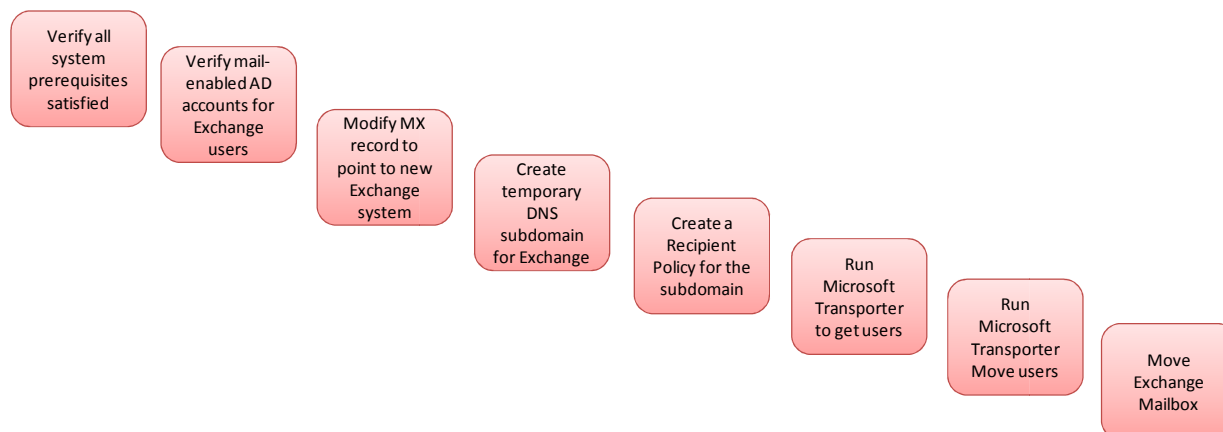 Verify all
system
prerequisites
satisfied
Verify mail-
enabled AD
accounts for
Exchange
users
Modify MX
record to
point to new
Exchange
system
Create
temporary
DNS
subdomain
for Exchange
Create a
Recipient
Policy for the
subdomain
Run
Microsoft
Transporter
to get users
Run
Microsoft
Transporter
Move users
Move
Exchange
Mailbox